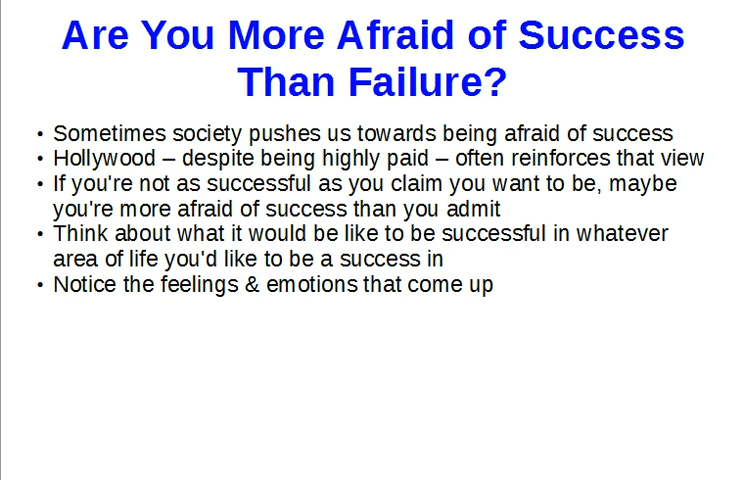 Are You More Afraid of Success
Than Failure?
• Sometimes society pushes us towards being afraid of success
• Hollywood – despite being highly paid – often reinforces that view
• If you're not as successful as you claim you want to be, maybe
you're more afraid of success than you admit
• Think about what it would be like to be successful in whatever
area of life you'd like to be a success in
• Notice the feelings & emotions that come up